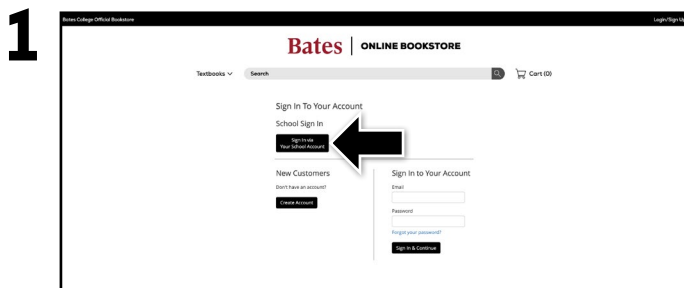 1
Bates College Official Bookstore
Login/Sign Up
Bates | ONLINE BOOKSTORE
Textbooks
Search
Cart (0)
Sign In To Your Account
School Sign In
Sign In via
Your School Account
New Customers
Don't have an account?
Create Account
Sign In to Your Account
Email
Password
Forgot your password?
Sign In & Continue